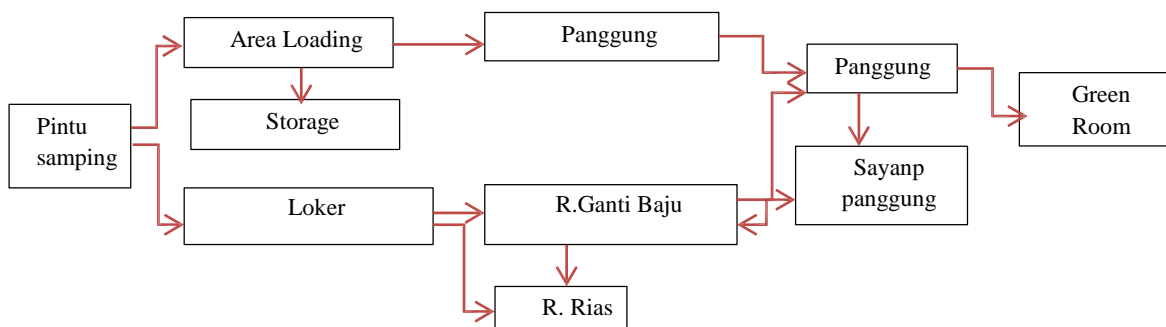 Area Loading
Panggung
Panggung
Green
Room
Storage
Pintu
samping
Sayanp
panggung
Loker
R.Ganti Baju
R. Rias